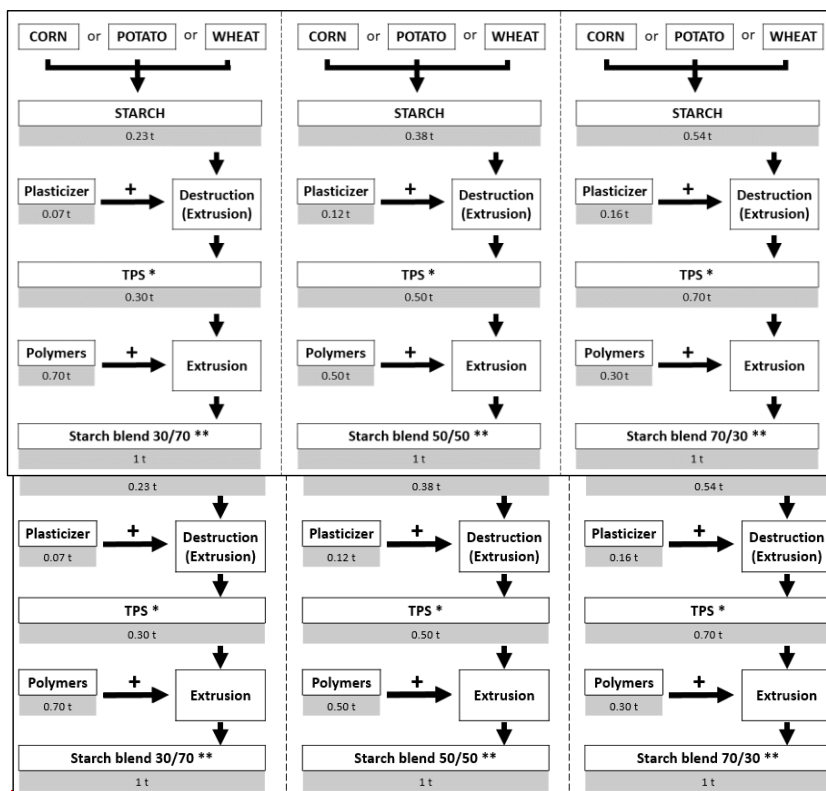 CORN or POTATO or WHEAT CORN or POTATO or WHEAT CORN or POTATO or WHEAT
STARCH STARCH STARCH
0.23 t 0.38 t 0.54 t
Plasticizer + Destruction Plasticizer + Destruction Plasticizer + Destruction
0.07 t (Extrusion) 0.12 t (Extrusion) 0.16 t (Extrusion)
TPS * TPS * TPS *
0.30 t 0.50 t 0.70 t
Polymers + Extrusion Polymers + Extrusion Polymers + Extrusion
0.70 t 0.50 t 0.30 t
Starch blend 30/70 ** Starch blend 50/50 ** Starch blend 70/30 **
1 t 1 t 1 t
0.23 t 0.38 t 0.54 t
Plasticizer + Destruction Plasticizer + Destruction Plasticizer + Destruction
0.07 t (Extrusion) 0.12 t (Extrusion) 0.16 t (Extrusion)
TPS * TPS * TPS *
0.30 t 0.50 t 0.70 t
Polymers + Extrusion Polymers + Extrusion Polymers + Extrusion
0.70 t 0.50 t 0.30 t
Starch blend 30/70 ** Starch blend 50/50 ** Starch blend 70/30 **
1 t 1 t 1 t